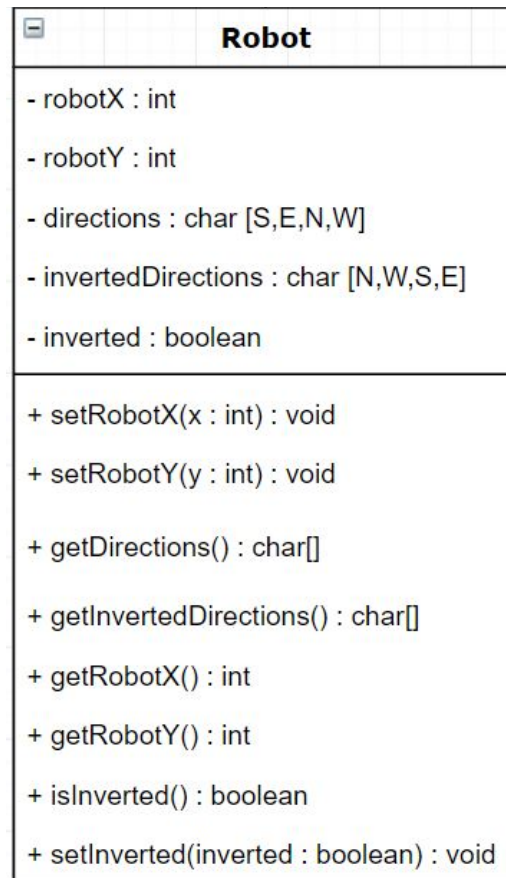 Robot
- robotX : int
- robotY : int
- directions : char [S,E,N,W]
- invertedDirections : char [N,W,S,E]
- inverted : boolean
+ setRobotX(x : int) : void
+ setRobotY(y : int) : void
+ getDirections() : char[]
+ getInvertedDirections() : char[]
+ getRobotX() : int
+ getRobotY() : int
+ isInverted() : boolean
+ setInverted(inverted : boolean) : void